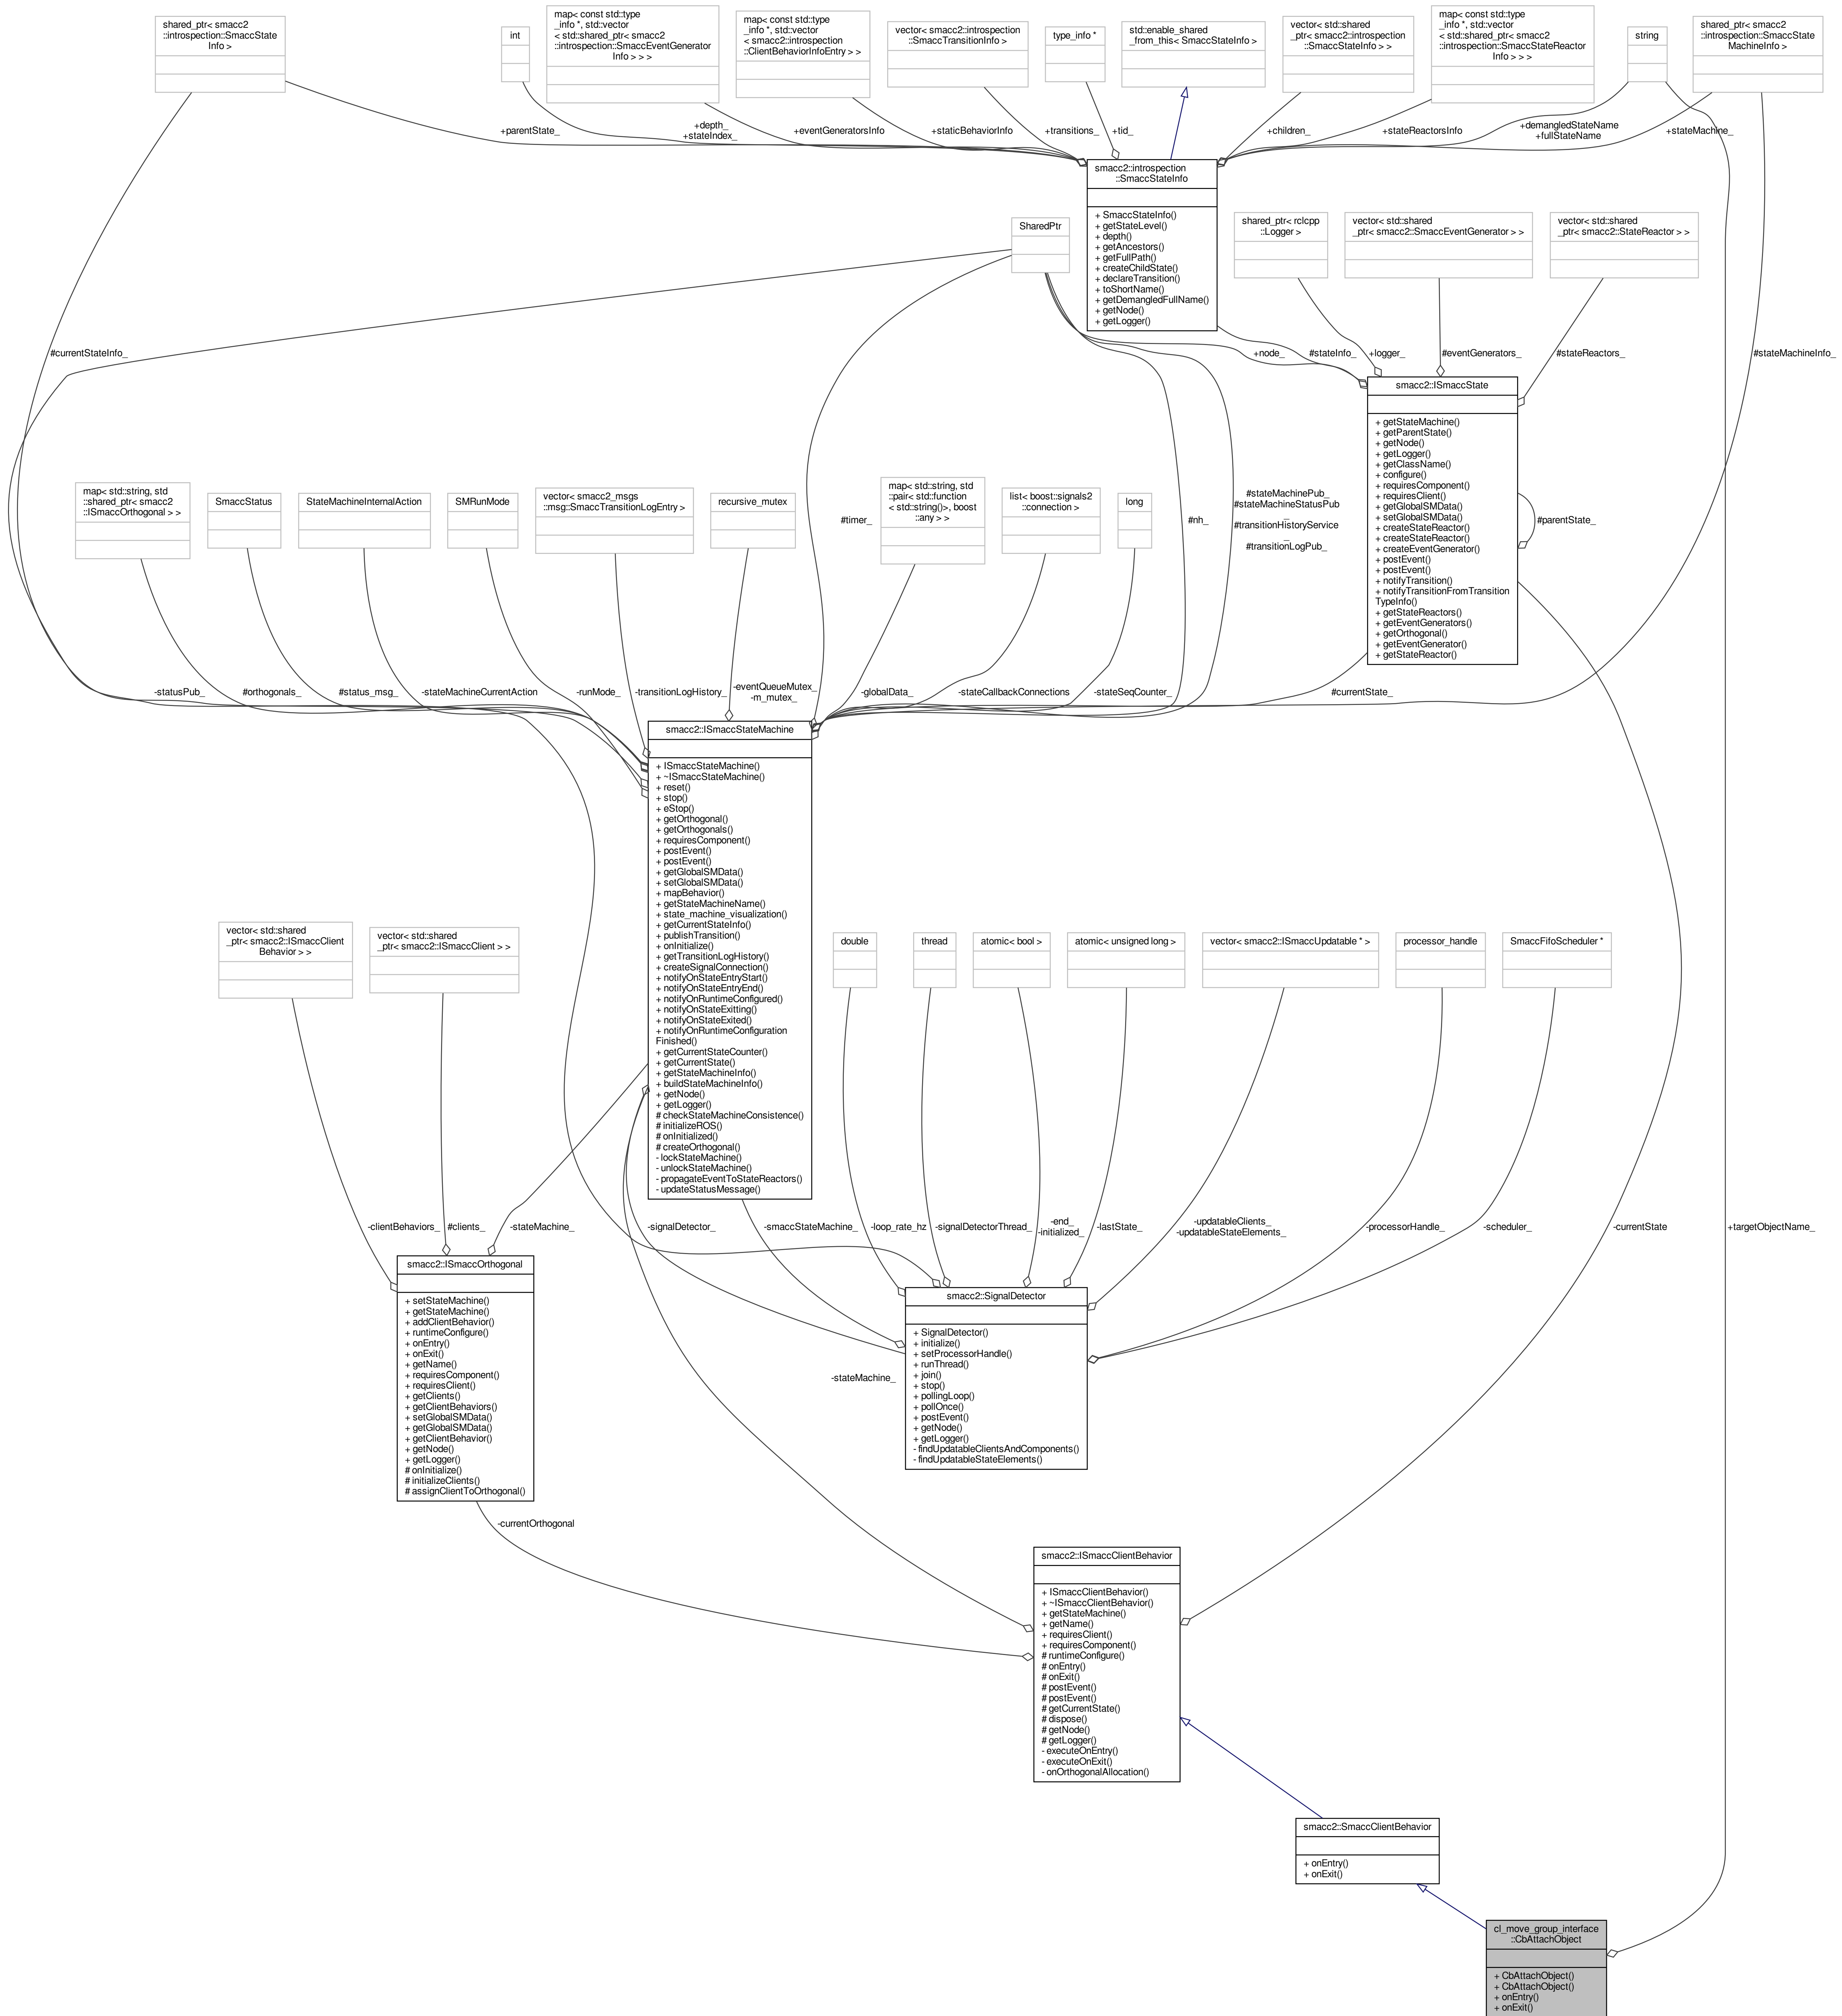 shared_ptr< smacc2
::introspection::SmaccState
Info >
int
map< const std::type
_info *, std::vector
< std::shared_ptr< smacc2
::introspection::SmaccEventGenerator
Info > > >
map< const std::type
_info *, std::vector
< smacc2::introspection
::ClientBehaviorInfoEntry > >
vector< smacc2::introspection
::SmaccTransitionInfo >
type_info *
std::enable_shared
_from_this< SmaccStateInfo >
vector< std::shared
_ptr< smacc2::introspection
::SmaccStateInfo > >
map< const std::type
_info *, std::vector
< std::shared_ptr< smacc2
::introspection::SmaccStateReactor
Info > > >
string
shared_ptr< smacc2
::introspection::SmaccState
MachineInfo >
+parentState_
+depth_
+stateIndex_
+eventGeneratorsInfo
+staticBehaviorInfo
+transitions_
+tid_
+children_
+stateReactorsInfo
+demangledStateName
+fullStateName
+stateMachine_
smacc2::introspection
::SmaccStateInfo
+ SmaccStateInfo()
+ getStateLevel()
+ depth()
+ getAncestors()
+ getFullPath()
+ createChildState()
+ declareTransition()
+ toShortName()
+ getDemangledFullName()
+ getNode()
+ getLogger()
SharedPtr
shared_ptr< rclcpp
::Logger >
vector< std::shared
_ptr< smacc2::SmaccEventGenerator > >
vector< std::shared
_ptr< smacc2::StateReactor > >
#currentStateInfo_
+node_
#stateInfo_
+logger_
#eventGenerators_
#stateReactors_
#stateMachineInfo_
smacc2::ISmaccState
+ getStateMachine()
+ getParentState()
+ getNode()
+ getLogger()
+ getClassName()
+ configure()
+ requiresComponent()
+ requiresClient()
+ getGlobalSMData()
+ setGlobalSMData()
+ createStateReactor()
+ createStateReactor()
+ createEventGenerator()
+ postEvent()
+ postEvent()
+ notifyTransition()
+ notifyTransitionFromTransition
TypeInfo()
+ getStateReactors()
+ getEventGenerators()
+ getOrthogonal()
+ getEventGenerator()
+ getStateReactor()
#parentState_
map< std::string, std
::shared_ptr< smacc2
::ISmaccOrthogonal > >
SmaccStatus
StateMachineInternalAction
SMRunMode
vector< smacc2_msgs
::msg::SmaccTransitionLogEntry >
recursive_mutex
#timer_
map< std::string, std
::pair< std::function
< std::string()>, boost
::any > >
list< boost::signals2
::connection >
long
#nh_
#stateMachinePub_
#stateMachineStatusPub
_
#transitionHistoryService
_
#transitionLogPub_
-statusPub_
#orthogonals_
#status_msg_
-stateMachineCurrentAction
-runMode_
-transitionLogHistory_
-eventQueueMutex_
-m_mutex_
-globalData_
-stateCallbackConnections
-stateSeqCounter_
#currentState_
smacc2::ISmaccStateMachine
+ ISmaccStateMachine()
+ ~ISmaccStateMachine()
+ reset()
+ stop()
+ eStop()
+ getOrthogonal()
+ getOrthogonals()
+ requiresComponent()
+ postEvent()
+ postEvent()
+ getGlobalSMData()
+ setGlobalSMData()
+ mapBehavior()
+ getStateMachineName()
+ state_machine_visualization()
+ getCurrentStateInfo()
+ publishTransition()
+ onInitialize()
+ getTransitionLogHistory()
+ createSignalConnection()
+ notifyOnStateEntryStart()
+ notifyOnStateEntryEnd()
+ notifyOnRuntimeConfigured()
+ notifyOnStateExitting()
+ notifyOnStateExited()
+ notifyOnRuntimeConfiguration
Finished()
+ getCurrentStateCounter()
+ getCurrentState()
+ getStateMachineInfo()
+ buildStateMachineInfo()
+ getNode()
+ getLogger()
# checkStateMachineConsistence()
# initializeROS()
# onInitialized()
# createOrthogonal()
- lockStateMachine()
- unlockStateMachine()
- propagateEventToStateReactors()
- updateStatusMessage()
vector< std::shared
_ptr< smacc2::ISmaccClient
Behavior > >
vector< std::shared
_ptr< smacc2::ISmaccClient > >
double
thread
atomic< bool >
atomic< unsigned long >
vector< smacc2::ISmaccUpdatable * >
processor_handle
SmaccFifoScheduler *
-clientBehaviors_
#clients_
-stateMachine_
-signalDetector_
-smaccStateMachine_
-loop_rate_hz
-signalDetectorThread_
-end_
-initialized_
-lastState_
-updatableClients_
-updatableStateElements_
-processorHandle_
-scheduler_
-currentState
+targetObjectName_
smacc2::ISmaccOrthogonal
+ setStateMachine()
+ getStateMachine()
+ addClientBehavior()
+ runtimeConfigure()
+ onEntry()
+ onExit()
+ getName()
+ requiresComponent()
+ requiresClient()
+ getClients()
+ getClientBehaviors()
+ setGlobalSMData()
+ getGlobalSMData()
+ getClientBehavior()
+ getNode()
+ getLogger()
# onInitialize()
# initializeClients()
# assignClientToOrthogonal()
smacc2::SignalDetector
+ SignalDetector()
+ initialize()
+ setProcessorHandle()
+ runThread()
+ join()
+ stop()
+ pollingLoop()
+ pollOnce()
+ postEvent()
+ getNode()
+ getLogger()
- findUpdatableClientsAndComponents()
- findUpdatableStateElements()
-stateMachine_
-currentOrthogonal
smacc2::ISmaccClientBehavior
+ ISmaccClientBehavior()
+ ~ISmaccClientBehavior()
+ getStateMachine()
+ getName()
+ requiresClient()
+ requiresComponent()
# runtimeConfigure()
# onEntry()
# onExit()
# postEvent()
# postEvent()
# getCurrentState()
# dispose()
# getNode()
# getLogger()
- executeOnEntry()
- executeOnExit()
- onOrthogonalAllocation()
smacc2::SmaccClientBehavior
+ onEntry()
+ onExit()
cl_move_group_interface
::CbAttachObject
+ CbAttachObject()
+ CbAttachObject()
+ onEntry()
+ onExit()